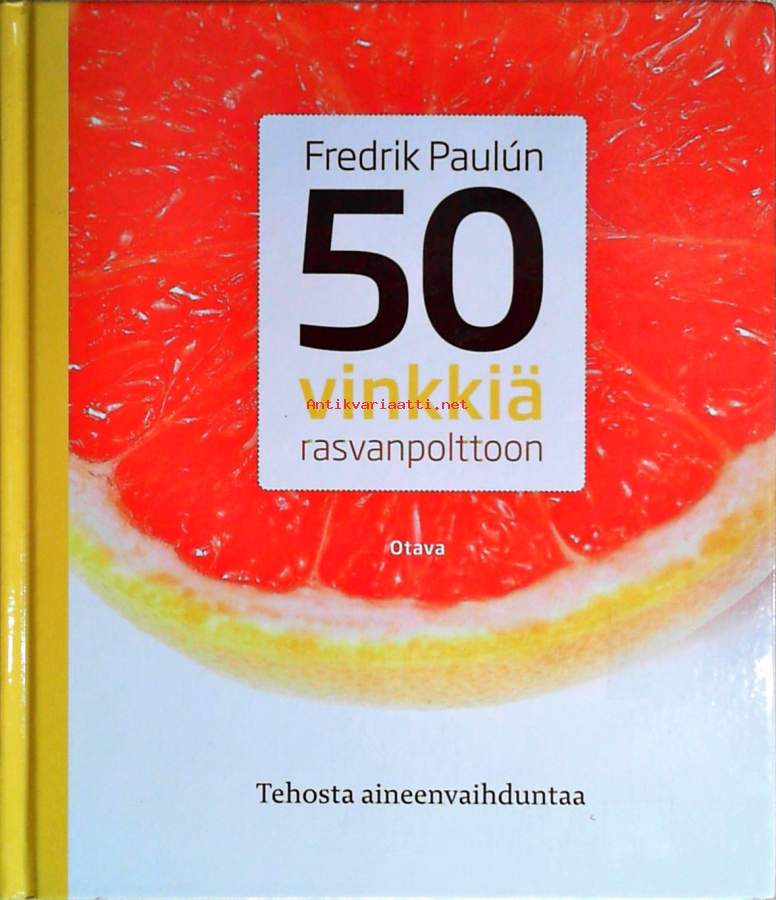 Fredrik Paulún
50
vinkkiä
Antikvariaatti.net
rasvanpolttoon
Otava
Tehosta aineenvaihduntaa